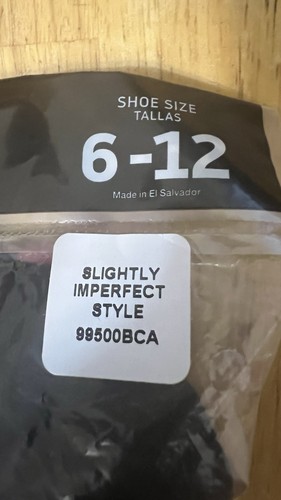 SHOE SIZE
TALLAS
6-12
Made in El Salvador
SLIGHTLY
IMPERFECT
STYLE
99500BCA